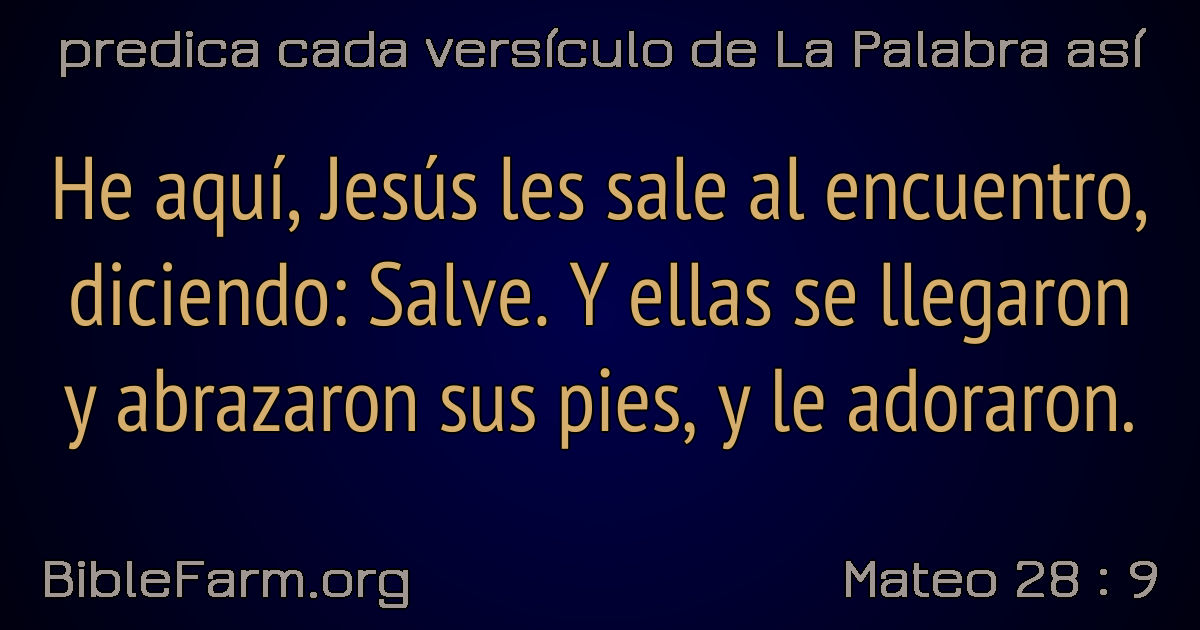 predica cada versículo de La Palabra así
He aquí, Jesús les sale al encuentro,
diciendo: Salve. Y ellas se llegaron
y abrazaron sus pies, y le adoraron.
BibleFarm.org
Mateo 28 : 9